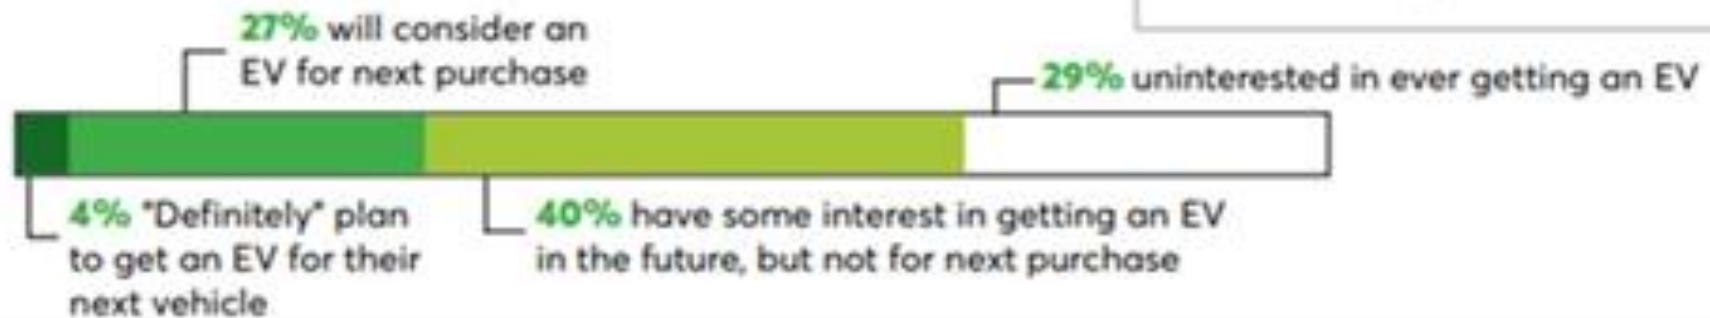 27% will consider an
EV for next purchase
29% uninterested in ever getting an EV
4% "Definitely" plan
to get an EV for their
next vehicle
40% have some interest in getting an EV
in the future, but not for next purchase